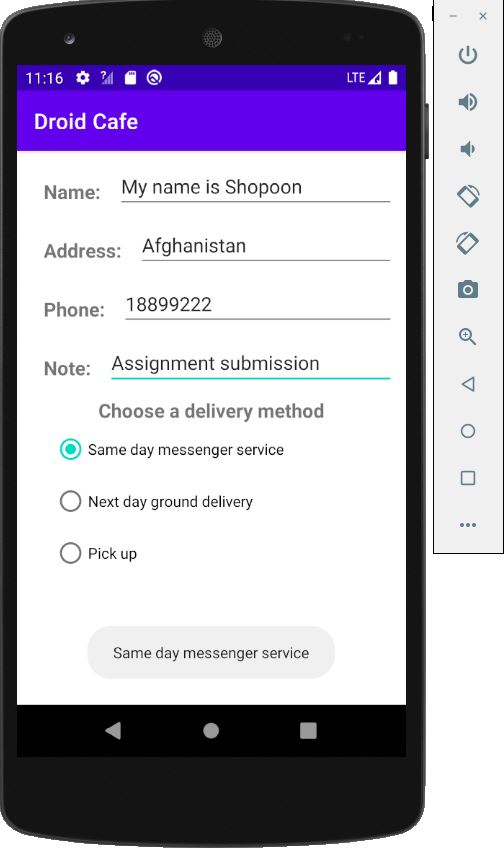 11:16 LTE
Droid Cafe
Name: My name is Shopoon
Address: Afghanistan
Phone: 18899222
Note: Assignment submission
Choose a delivery method
Same day messenger service
Next day ground delivery
Pick up
Same day messenger service